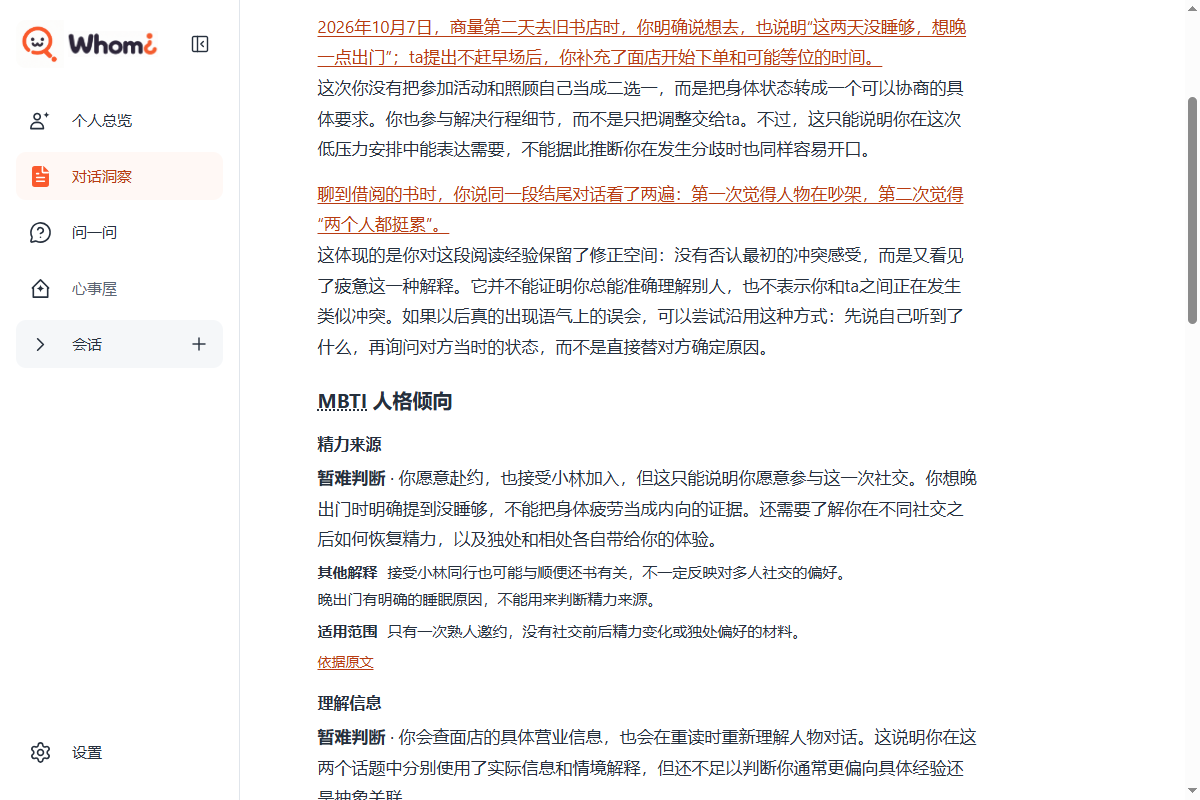 Whomi
个人总览
对话洞察
问一问
心事屋
会话
设置
2026年10月7日，商量第二天去旧书店时，你明确说想去，也说明“这两天没睡够，想晚
一点出门”；ta提出不赶早场后，你补充了面店开始下单和可能等位的时间。
这次你没有把参加活动和照顾自己当成二选一，而是把身体状态转成一个可以协商的具
体要求。你也参与解决行程细节，而不是只把调整交给ta。不过，这只能说明你在这次
低压力安排中能表达需要，不能据此推断你在发生分歧时也同样容易开口。
聊到借阅的书时，你说同一段结尾对话看了两遍：第一次觉得人物在吵架，第二次觉得
“两个人都挺累”。
这体现的是你对这段阅读经验保留了修正空间：没有否认最初的冲突感受，而是又看见
了疲惫这一种解释。它并不能证明你总能准确理解别人，也不表示你和ta之间正在发生
类似冲突。如果以后真的出现语气上的误会，可以尝试沿用这种方式：先说自己听到了
什么，再询问对方当时的状态，而不是直接替对方确定原因。
MBTI 人格倾向
精力来源
暂难判断 · 你愿意赴约，也接受小林加入，但这只能说明你愿意参与这一次社交。你想晚
出门时明确提到没睡够，不能把身体疲劳当成内向的证据。还需要了解你在不同社交之
后如何恢复精力，以及独处和相处各自带给你的体验。
其他解释 接受小林同行也可能与顺便还书有关，不一定反映对多人社交的偏好。
晚出门有明确的睡眠原因，不能用来判断精力来源。
适用范围 只有一次熟人邀约，没有社交前后精力变化或独处偏好的材料。
依据原文
理解信息
暂难判断 · 你会查面店的具体营业信息，也会在重读时重新理解人物对话。这说明你在这
两个话题中分别使用了实际信息和情境解释，但还不足以判断你通常更偏向具体经验还
是抽象关联